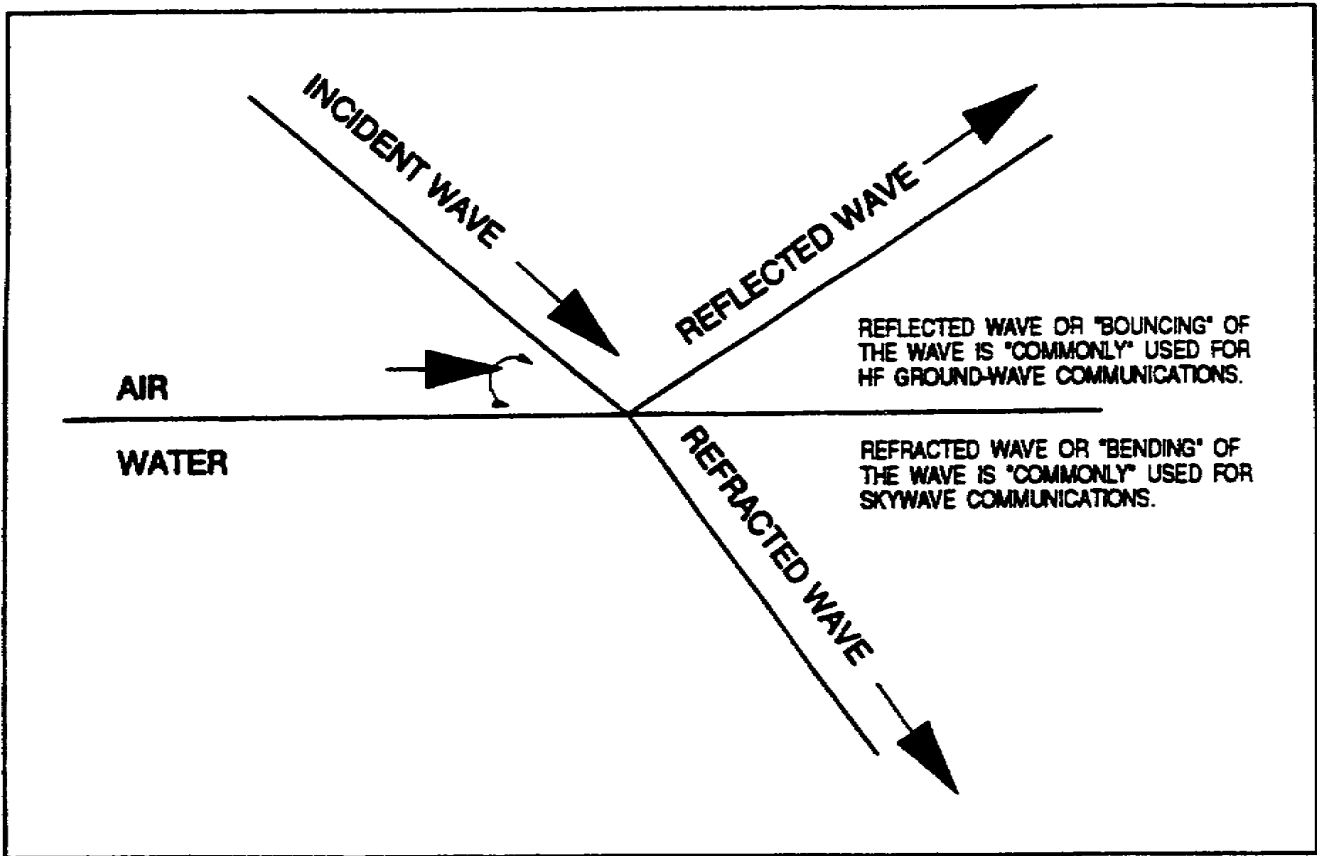 INCIDENT WAVE
REFLECTED WAVE
REFLECTED WAVE OR "BOUNCING" OF
THE WAVE IS "COMMONLY" USED FOR
HF GROUND-WAVE COMMUNICATIONS.
AIR
WATER
REFRACTED WAVE
REFRACTED WAVE OR "BENDING" OF
THE WAVE IS "COMMONLY" USED FOR
SKYWAVE COMMUNICATIONS.